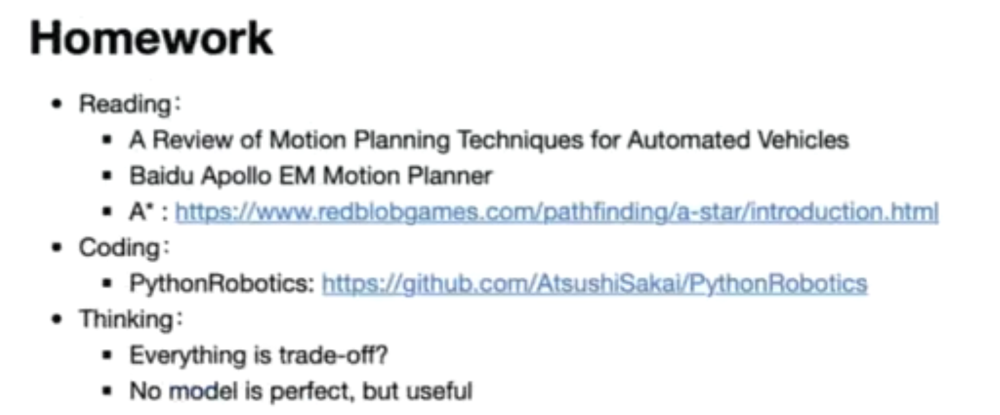 Homework
• Reading：
▪ A Review of Motion Planning Techniques for Automated Vehicles
▪ Baidu Apollo EM Motion Planner
▪ A* : https://www.redblobgames.com/pathfinding/a-star/introduction.html
• Coding：
▪ PythonRobotics: https://github.com/AtsushiSakai/PythonRobotics
• Thinking：
▪ Everything is trade-off?
▪ No model is perfect, but useful